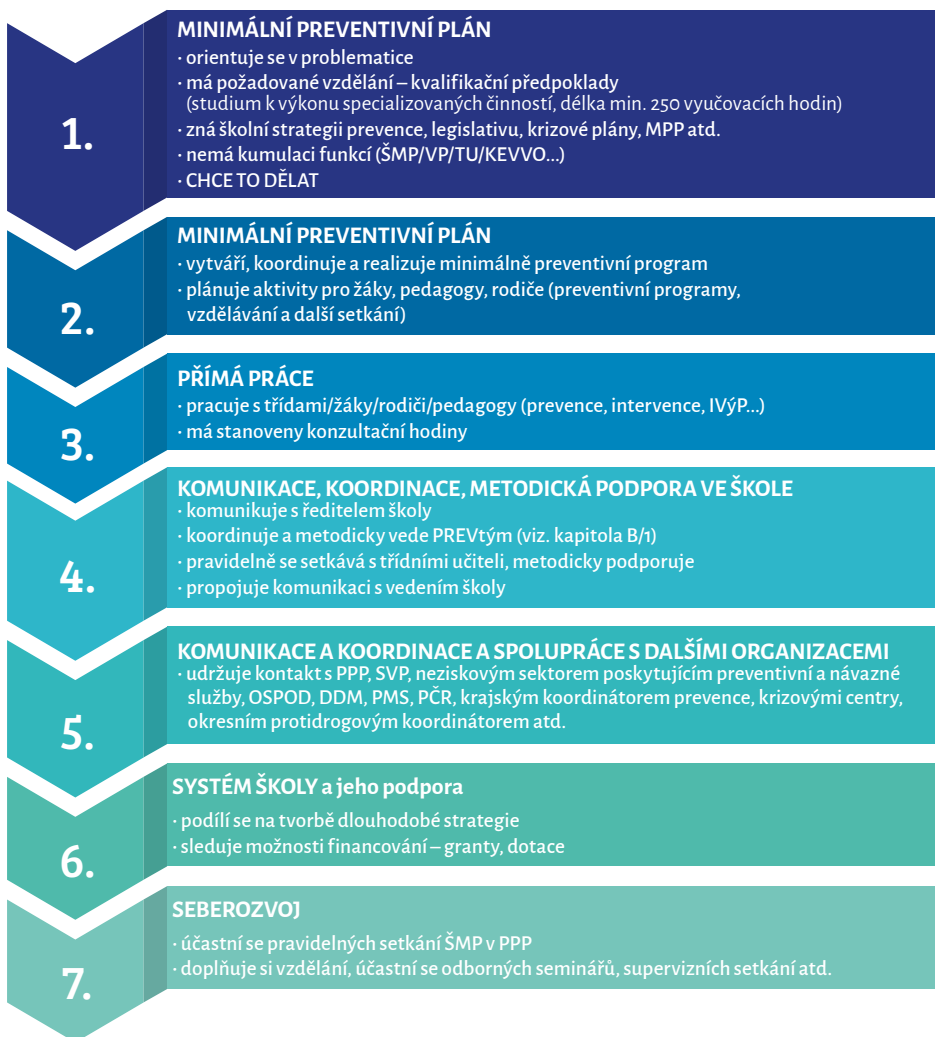 1.
MINIMÁLNÍ PREVENTIVNÍ PLÁN
· orientuje se v problematice
· má požadované vzdělání – kvalifikační předpoklady
(studium k výkonu specializovaných činností, délka min. 250 vyučovacích hodin)
· zná školní strategii prevence, legislativu, krizové plány, MPP atd.
· nemá kumulaci funkcí (ŠMP/VP/TU/KEVVO...)
· CHCE TO DĚLAT
2.
MINIMÁLNÍ PREVENTIVNÍ PLÁN
· vytváří, koordinuje a realizuje minimálně preventivní program
· plánuje aktivity pro žáky, pedagogy, rodiče (preventivní programy,
vzdělávání a další setkání)
3.
PŘÍMÁ PRÁCE
· pracuje s třídami/žáky/rodiči/pedagogy (prevence, intervence, IVýP...)
· má stanoveny konzultační hodiny
4.
KOMUNIKACE, KOORDINACE, METODICKÁ PODPORA VE ŠKOLE
· komunikuje s ředitelem školy
· koordinuje a metodicky vede PREVtým (viz. kapitola B/1)
· pravidelně se setkává s třídními učiteli, metodicky podporuje
· propojuje komunikaci s vedením školy
5.
KOMUNIKACE A KOORDINACE A SPOLUPRÁCE S DALŠÍMI ORGANIZACEMI
· udržuje kontakt s PPP, SVP, neziskovým sektorem poskytujícím preventivní a návazné
služby, OSPOD, DDM, PMS, PČR, krajským koordinátorem prevence, krizovými centry,
okresním protidrogovým koordinátorem atd.
6.
SYSTÉM ŠKOLY a jeho podpora
· podílí se na tvorbě dlouhodobé strategie
· sleduje možnosti financování – granty, dotace
7.
SEBEROZVOJ
· účastní se pravidelných setkání ŠMP v PPP
· doplňuje si vzdělání, účastní se odborných seminářů, supervizních setkání atd.